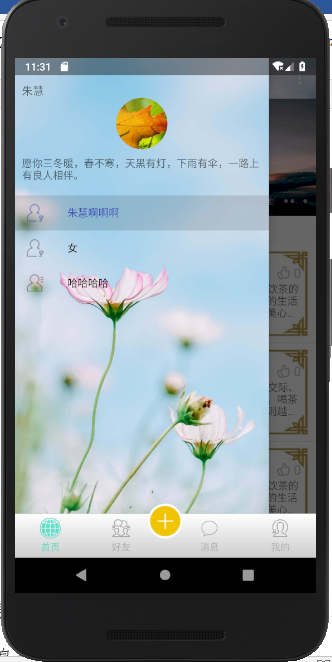 11:31
朱慧
愿你三冬暖，春不寒，天黑有灯，下雨有伞，一路上
有良人相伴。
朱慧啊啊啊
女
哈哈哈哈
0
饮茶的
的生活
美心...
0
交际、
喝茶
别越...
0
饮茶的
的生活
美心...
首页
好友
消息
我的